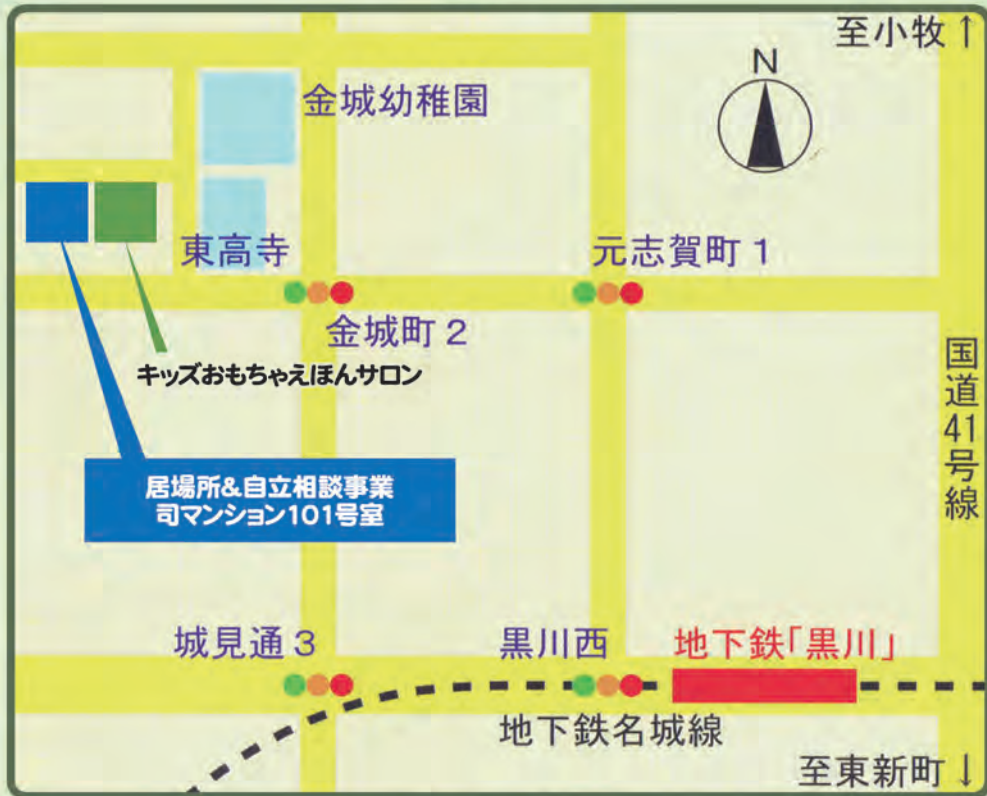 至小牧↑
N
金城幼稚園
東高寺
元志賀町1
金城町2
キッズおもちゃえほんサロン
国道41号線
居場所&自立相談事業
司マンション101号室
城見通3
黒川西
地下鉄「黒川」
地下鉄名城線
至東新町↓